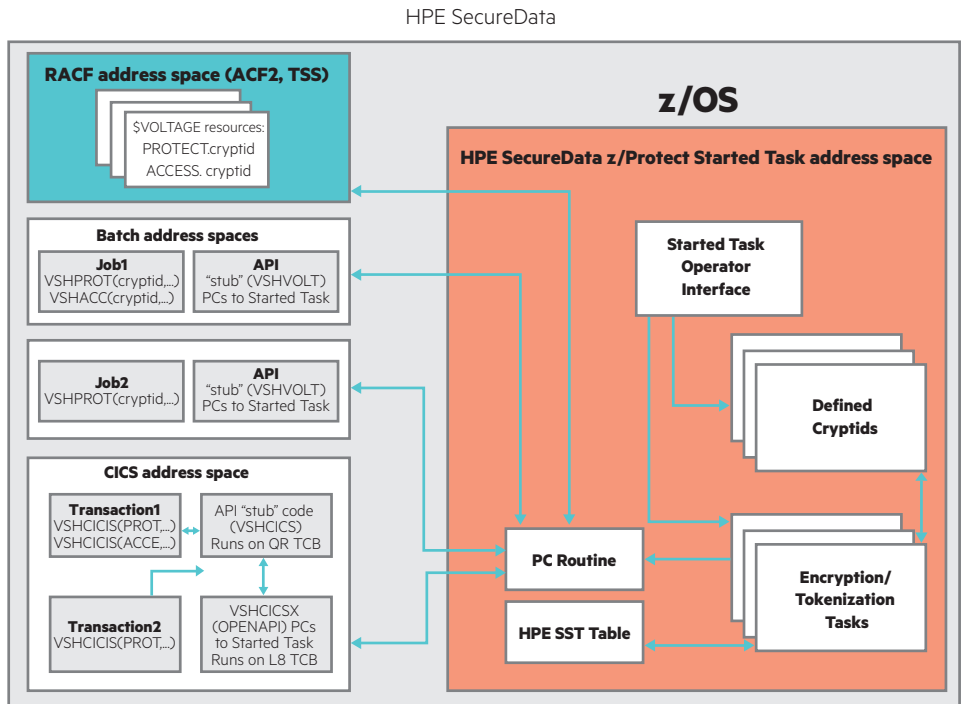 HPE SecureData
RACF address space (ACF2, TSS)
$VOLTAGE resources:
PROTECT.cryptid
ACCESS. cryptid
Batch address spaces
Job1
VSHPROT(cryptid,...)
VSHACC(cryptid,...)
API
“stub” (VSHVOLT)
PCs to Started Task
Job2
VSHPROT(cryptid,...)
API
“stub” (VSHVOLT)
PCs to Started Task
CICS address space
Transaction1
VSHCICIS(PROT,...)
VSHCICIS(ACCE,...)
API “stub” code
(VSHCICS)
Runs on QR TCB
Transaction2
VSHCICIS(PROT,...)
VSHCICSX
(OPENAPI) PCs
to Started Task
Runs on L8 TCB
z/OS
HPE SecureData z/Protect Started Task address space
Started Task
Operator
Interface
Defined
Cryptids
PC Routine
HPE SST Table
Encryption/
Tokenization
Tasks